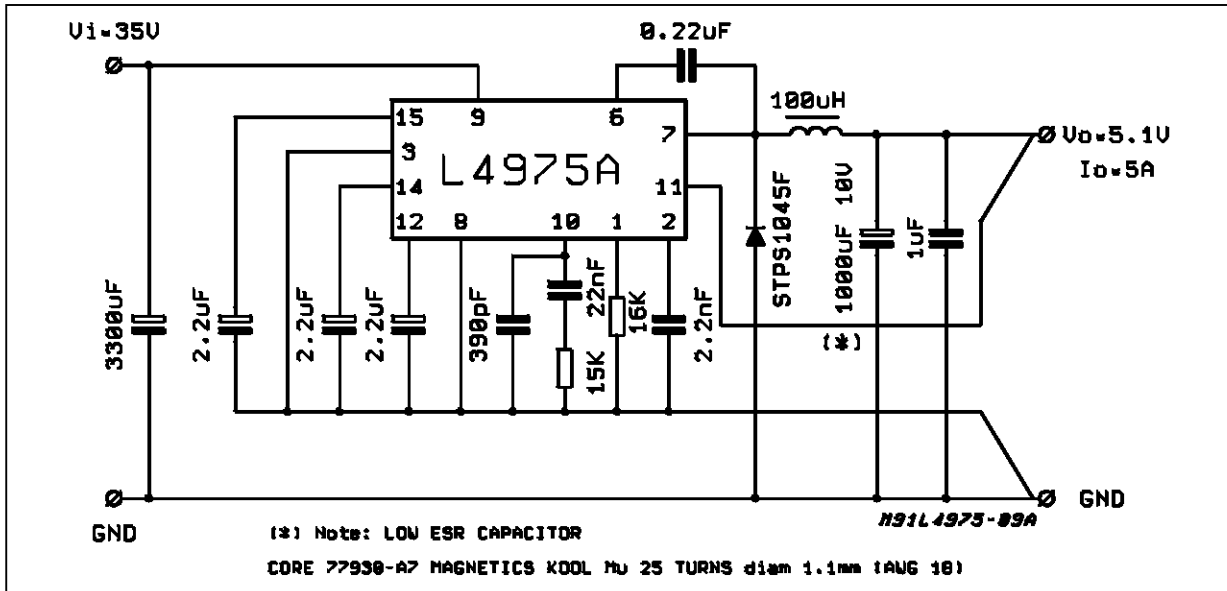 Vi=35V
0.22uF
15
9
6
100uH
7
Vo=5.1V
3
L4975A
Io=5A
14
11
12
8
10
1
2
3300uF
2.2uF
2.2uF
2.2uF
390pF
22nF
15K
16K
2.2nF
STPS1045F
1000uF 10V
1uF
(*)
GND
GND
M91L4975-09A
(*) Note: LOW ESR CAPACITOR
CORE 77930-A7 MAGNETICS KOOL Mu 25 TURNS diam 1.1mm (AWG 18)